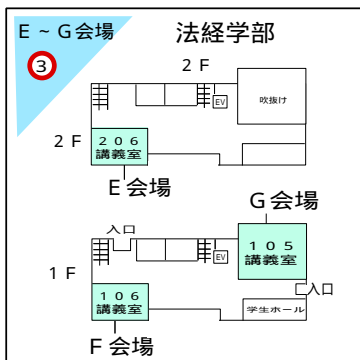 E～G会場
法経学部
③
2F
EV
吹抜け
2F
206
講義室
E会場
G会場
入口
105
講義室
EV
1F
入口
106
講義室
学生ホール
F会場